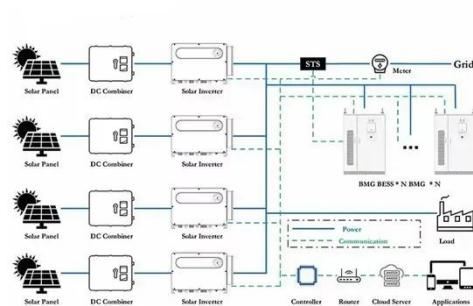 STS
Meter
Grid
Solar Panel DC Combiner Solar Inverter
Solar Panel DC Combiner Solar Inverter
BMG BESS * N BMG * N
Solar Panel DC Combiner Solar Inverter
Power
Communication
Load
Solar Panel DC Combiner Solar Inverter
Controller Router Cloud Server Application